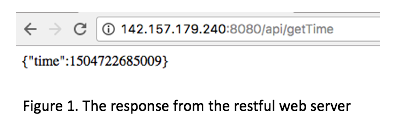 142.157.179.240:8080/api/getTime
{"time":1504722685009}
Figure 1. The response from the restful web server